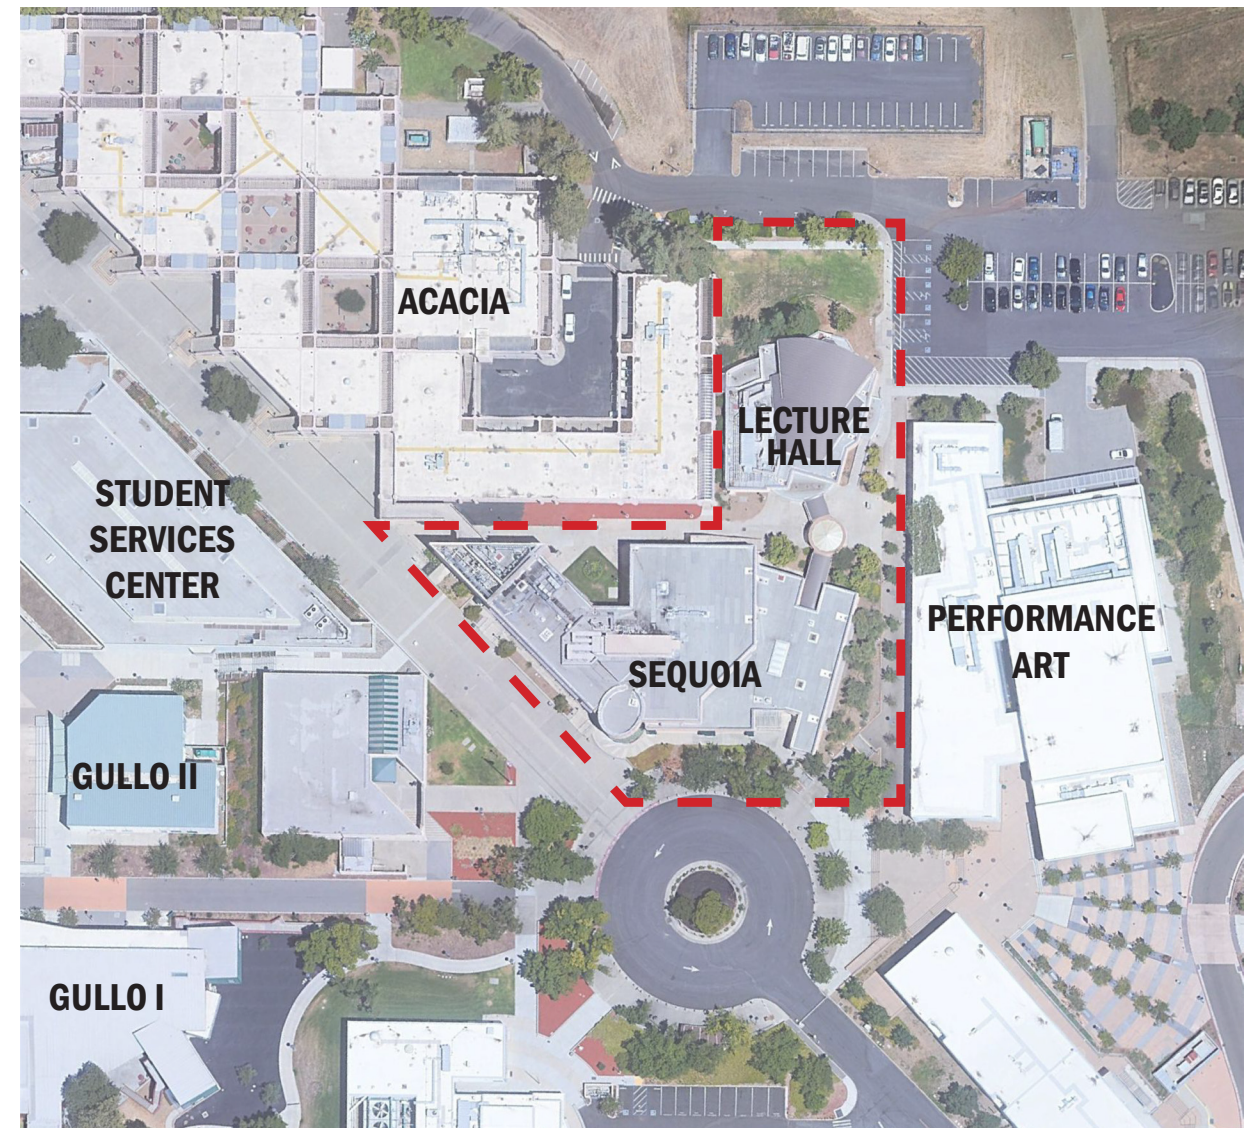 ACACIA
LECTURE
HALL
STUDENT
SERVICES
CENTER
PERFORMANCE
ART
SEQUOIA
GULLO II
GULLO I